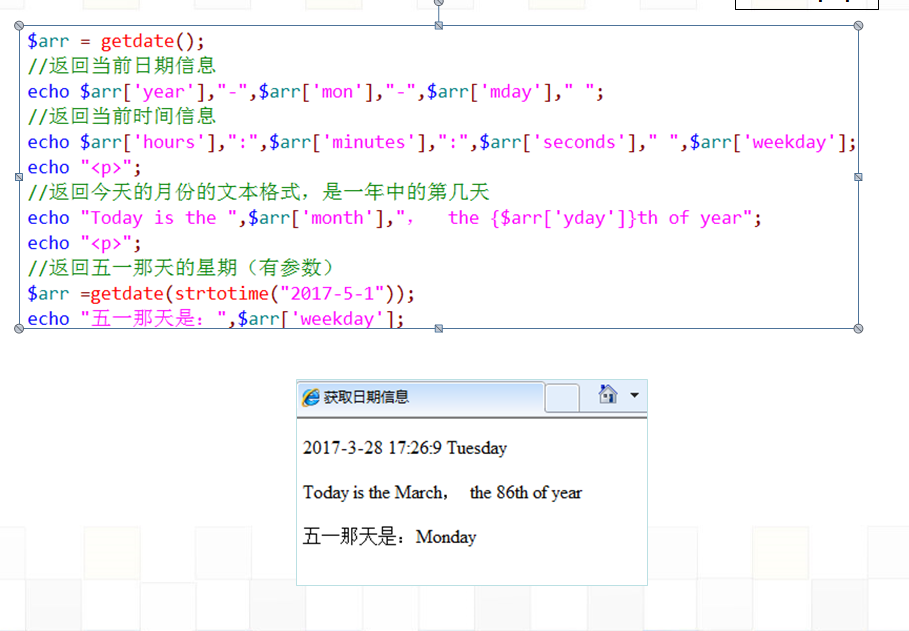 $arr = getdate();
//返回当前日期信息
echo $arr['year'],"-",$arr['mon'],"-",$arr['mday']," ";
//返回当前时间信息
echo $arr['hours'],":",$arr['minutes'],":",$arr['seconds']," ",$arr['weekday'];
echo "<p>";
//返回今天的月份的文本格式，是一年中的第几天
echo "Today is the ",$arr['month'],"，  the {$arr['yday']}th of year";
echo "<p>";
//返回五一那天的星期（有参数）
$arr =getdate(strtotime("2017-5-1"));
echo "五一那天是：",$arr['weekday'];
获取日期信息
2017-3-28 17:26:9 Tuesday
Today is the March，  the 86th of year
五一那天是：Monday